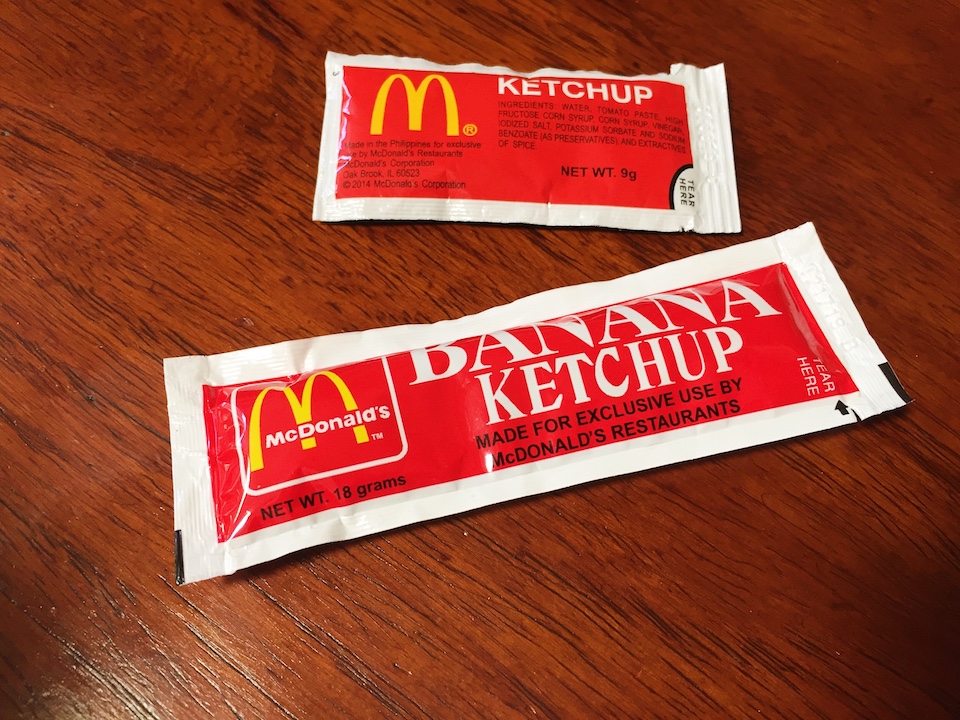 M®
KETCHUP
INGREDIENTS: WATER, TOMATO PASTE, HIGH
FRUCTOSE CORN SYRUP, CORN SYRUP, VINEGAR,
IODIZED SALT, POTASSIUM SORBATE AND SODIUM
BENZOATE (AS PRESERVATIVES) AND EXTRACTIVES
OF SPICE.
Made in the Philippines for exclusive
use by McDonald's Restaurants
McDonald's Corporation
Oak Brook, IL 60523
© 2014 McDonald's Corporation
NET WT. 9g
TEAR
HERE
BANANA
KETCHUP
McDonald's
TM
MADE FOR EXCLUSIVE USE BY
McDONALD'S RESTAURANTS
NET WT. 18 grams
TEAR
HERE